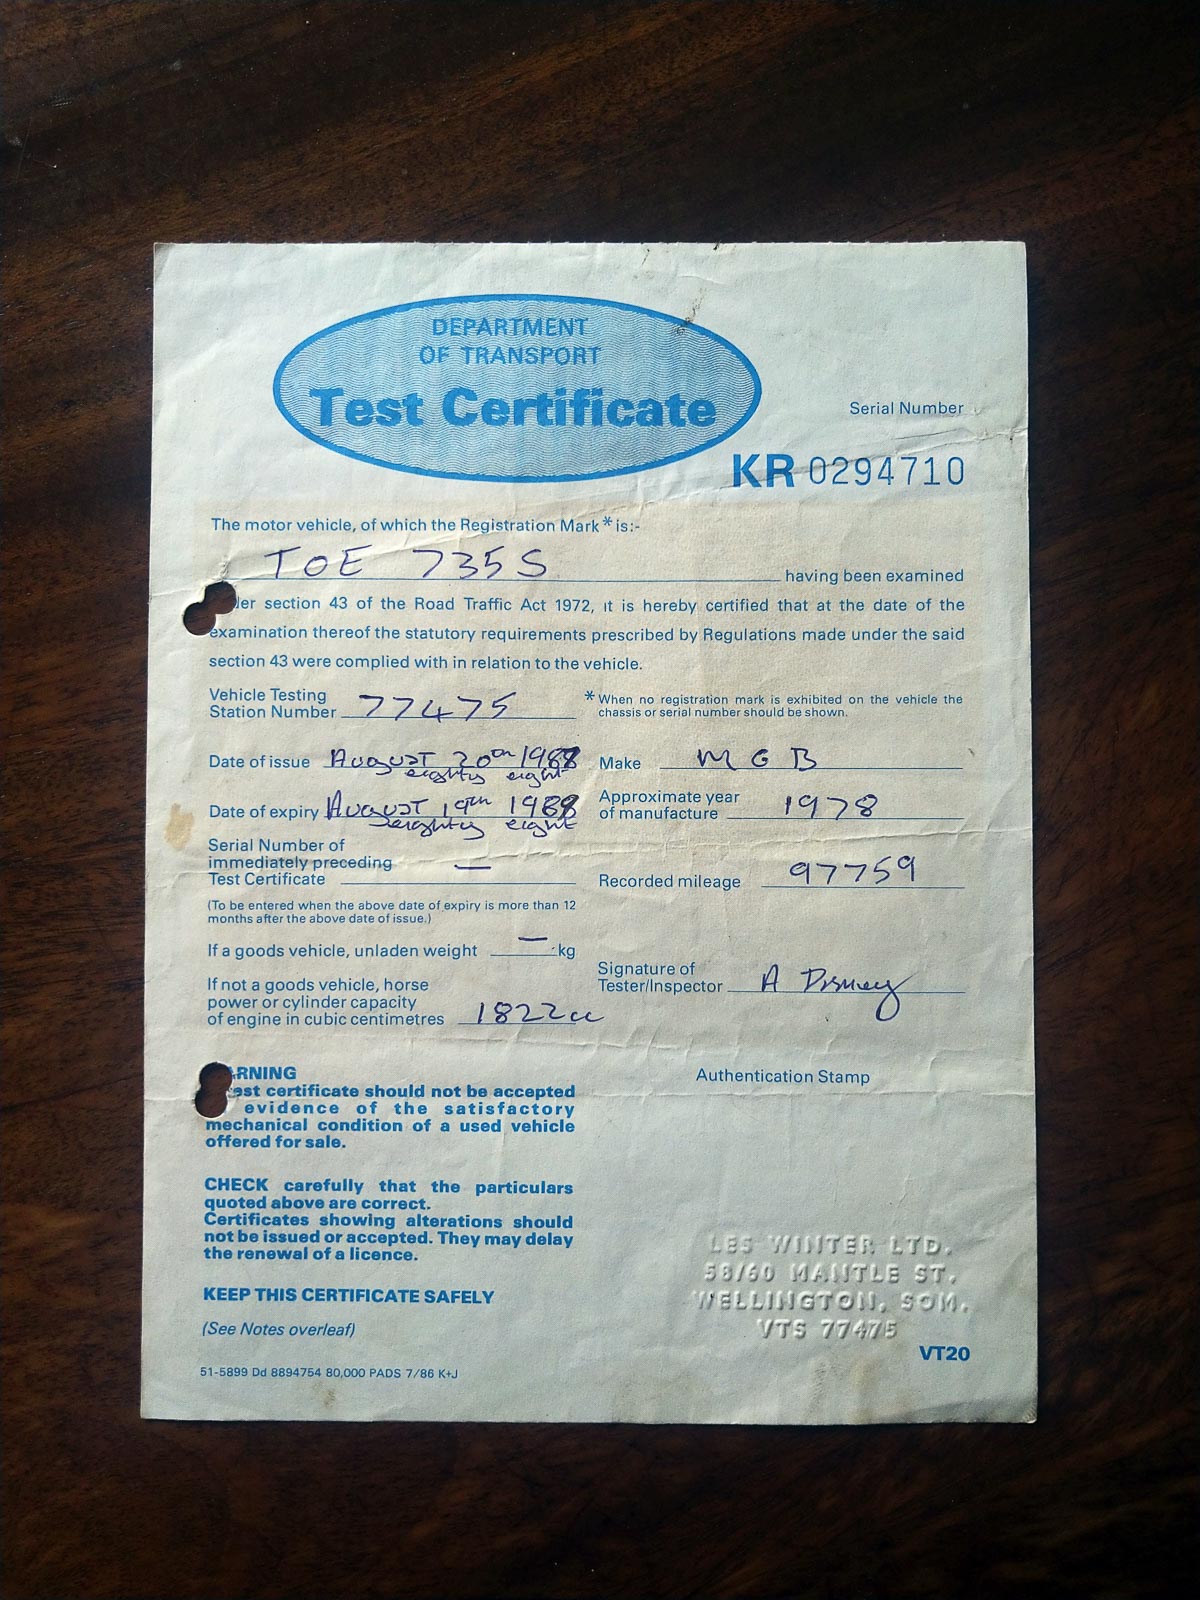 DEPARTMENT
OF TRANSPORT
Test Certificate
Serial Number
KR 0294710
The motor vehicle, of which the Registration Mark * is:-
TOE 735S having been examined
der section 43 of the Road Traffic Act 1972, it is hereby certified that at the date of the
examination thereof the statutory requirements prescribed by Regulations made under the said
section 43 were complied with in relation to the vehicle.
Vehicle Testing
Station Number 77475
* When no registration mark is exhibited on the vehicle the
chassis or serial number should be shown.
Date of issue August 20th 1988
eighty eight
Make MGB
Date of expiry August 19th 1988
eighty eight
Approximate year
of manufacture 1978
Serial Number of
immediately preceding
Test Certificate —
Recorded mileage 97759
(To be entered when the above date of expiry is more than 12
months after the above date of issue.)
If a goods vehicle, unladen weight — kg
Signature of
Tester/Inspector A Disney
If not a goods vehicle, horse
power or cylinder capacity
of engine in cubic centimetres 1822cc
ARNING
est certificate should not be accepted
evidence of the satisfactory
mechanical condition of a used vehicle
offered for sale.
Authentication Stamp
CHECK carefully that the particulars
quoted above are correct.
Certificates showing alterations should
not be issued or accepted. They may delay
the renewal of a licence.
KEEP THIS CERTIFICATE SAFELY
(See Notes overleaf)
LES WINTER LTD.
58/60 MANTLE ST.
WELLINGTON, SOM.
VTS 77475
VT20
51-5899 Dd 8894754 80,000 PADS 7/86 K+J